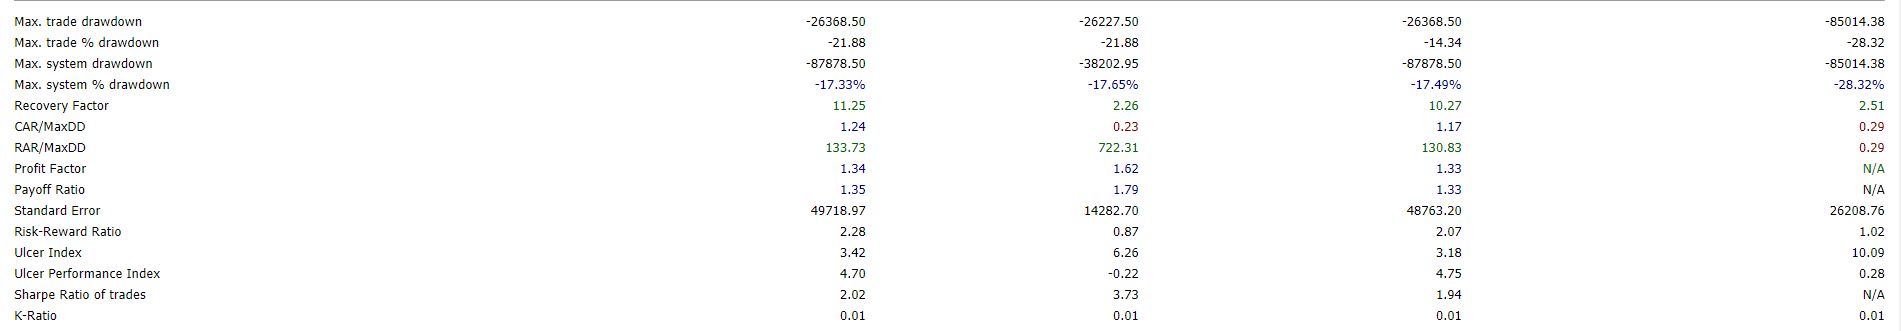 Max. trade drawdown -26368.50 -26227.50 -26368.50 -85014.38
Max. trade % drawdown -21.88 -21.88 -14.34 -28.32
Max. system drawdown -87878.50 -38202.95 -87878.50 -85014.38
Max. system % drawdown -17.33% -17.65% -17.49% -28.32%
Recovery Factor 11.25 2.26 10.27 2.51
CAR/MaxDD 1.24 0.23 1.17 0.29
RAR/MaxDD 133.73 722.31 130.83 0.29
Profit Factor 1.34 1.62 1.33 N/A
Payoff Ratio 1.35 1.79 1.33 N/A
Standard Error 49718.97 14282.70 48763.20 26208.76
Risk-Reward Ratio 2.28 0.87 2.07 1.02
Ulcer Index 3.42 6.26 3.18 10.09
Ulcer Performance Index 4.70 -0.22 4.75 0.28
Sharpe Ratio of trades 2.02 3.73 1.94 N/A
K-Ratio 0.01 0.01 0.01 0.01